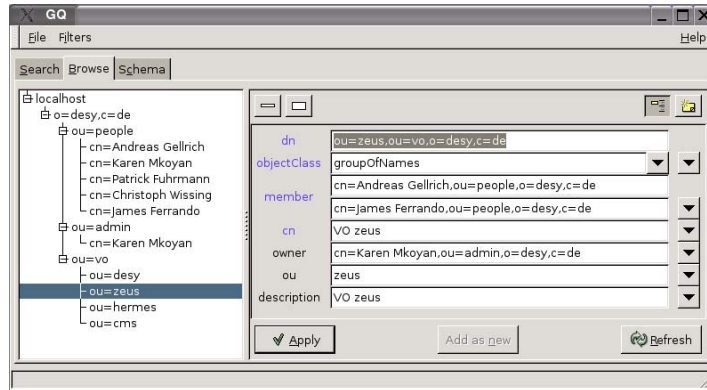 GQ
File Filters Help
Search Browse Schema
localhost
o=desy,c=de
ou=people
cn=Andreas Gellrich
cn=Karen Mkoyan
cn=Patrick Fuhrmann
cn=Christoph Wissing
cn=James Ferrando
ou=admin
cn=Karen Mkoyan
ou=vo
ou=desy
ou=zeus
ou=hermes
ou=cms
dn ou=zeus,ou=vo,o=desy,c=de
objectClass groupOfNames
member cn=Andreas Gellrich,ou=people,o=desy,c=de
cn=James Ferrando,ou=people,o=desy,c=de
cn VO zeus
owner cn=Karen Mkoyan,ou=admin,o=desy,c=de
ou zeus
description VO zeus
Apply Add as new Refresh